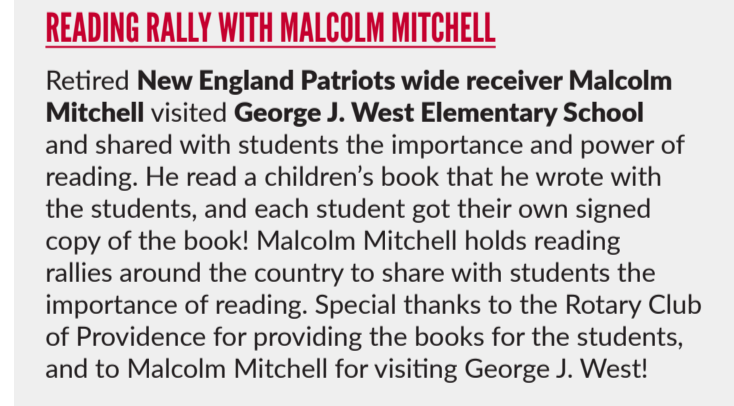 READING RALLY WITH MALCOLM MITCHELL
Retired New England Patriots wide receiver Malcolm
Mitchell visited George J. West Elementary School
and shared with students the importance and power of
reading. He read a children’s book that he wrote with
the students, and each student got their own signed
copy of the book! Malcolm Mitchell holds reading
rallies around the country to share with students the
importance of reading. Special thanks to the Rotary Club
of Providence for providing the books for the students,
and to Malcolm Mitchell for visiting George J. West!